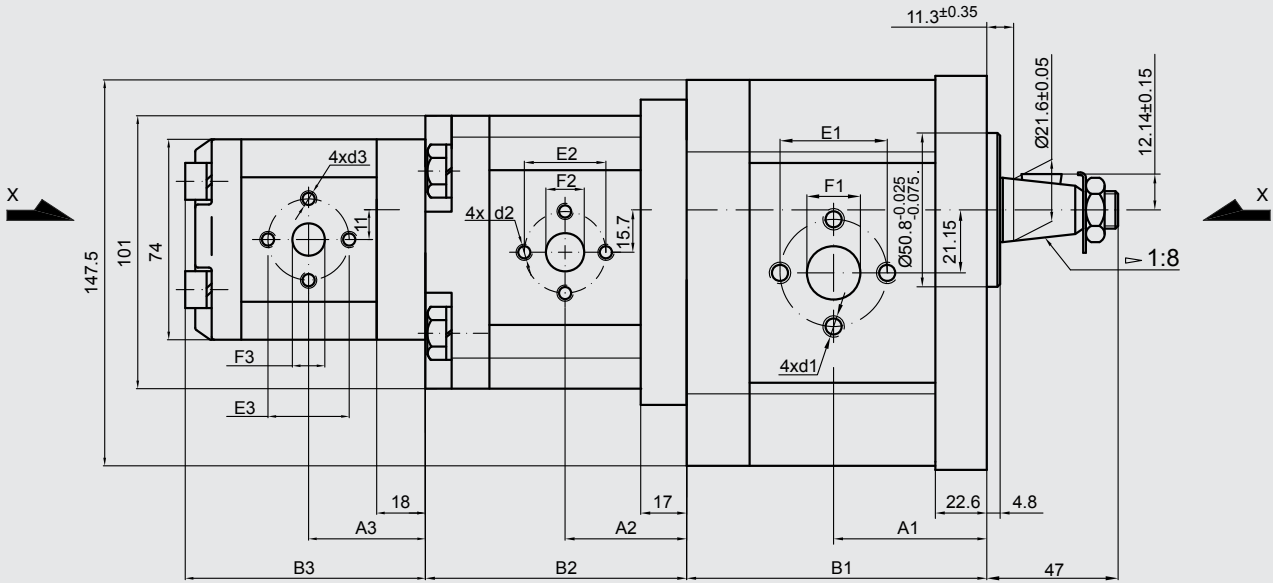 11.3±0.35
Ø21.6±0.05
12.14±0.15
X
X
4xd3
11
E2
F2
4x d2
15.7
E1
F1
Ø50.8-0.025
-0.075.
21.15
1:8
147.5
101
74
F3
E3
4xd1
18
17
22.6
4.8
A3
A2
A1
B3
B2
B1
47